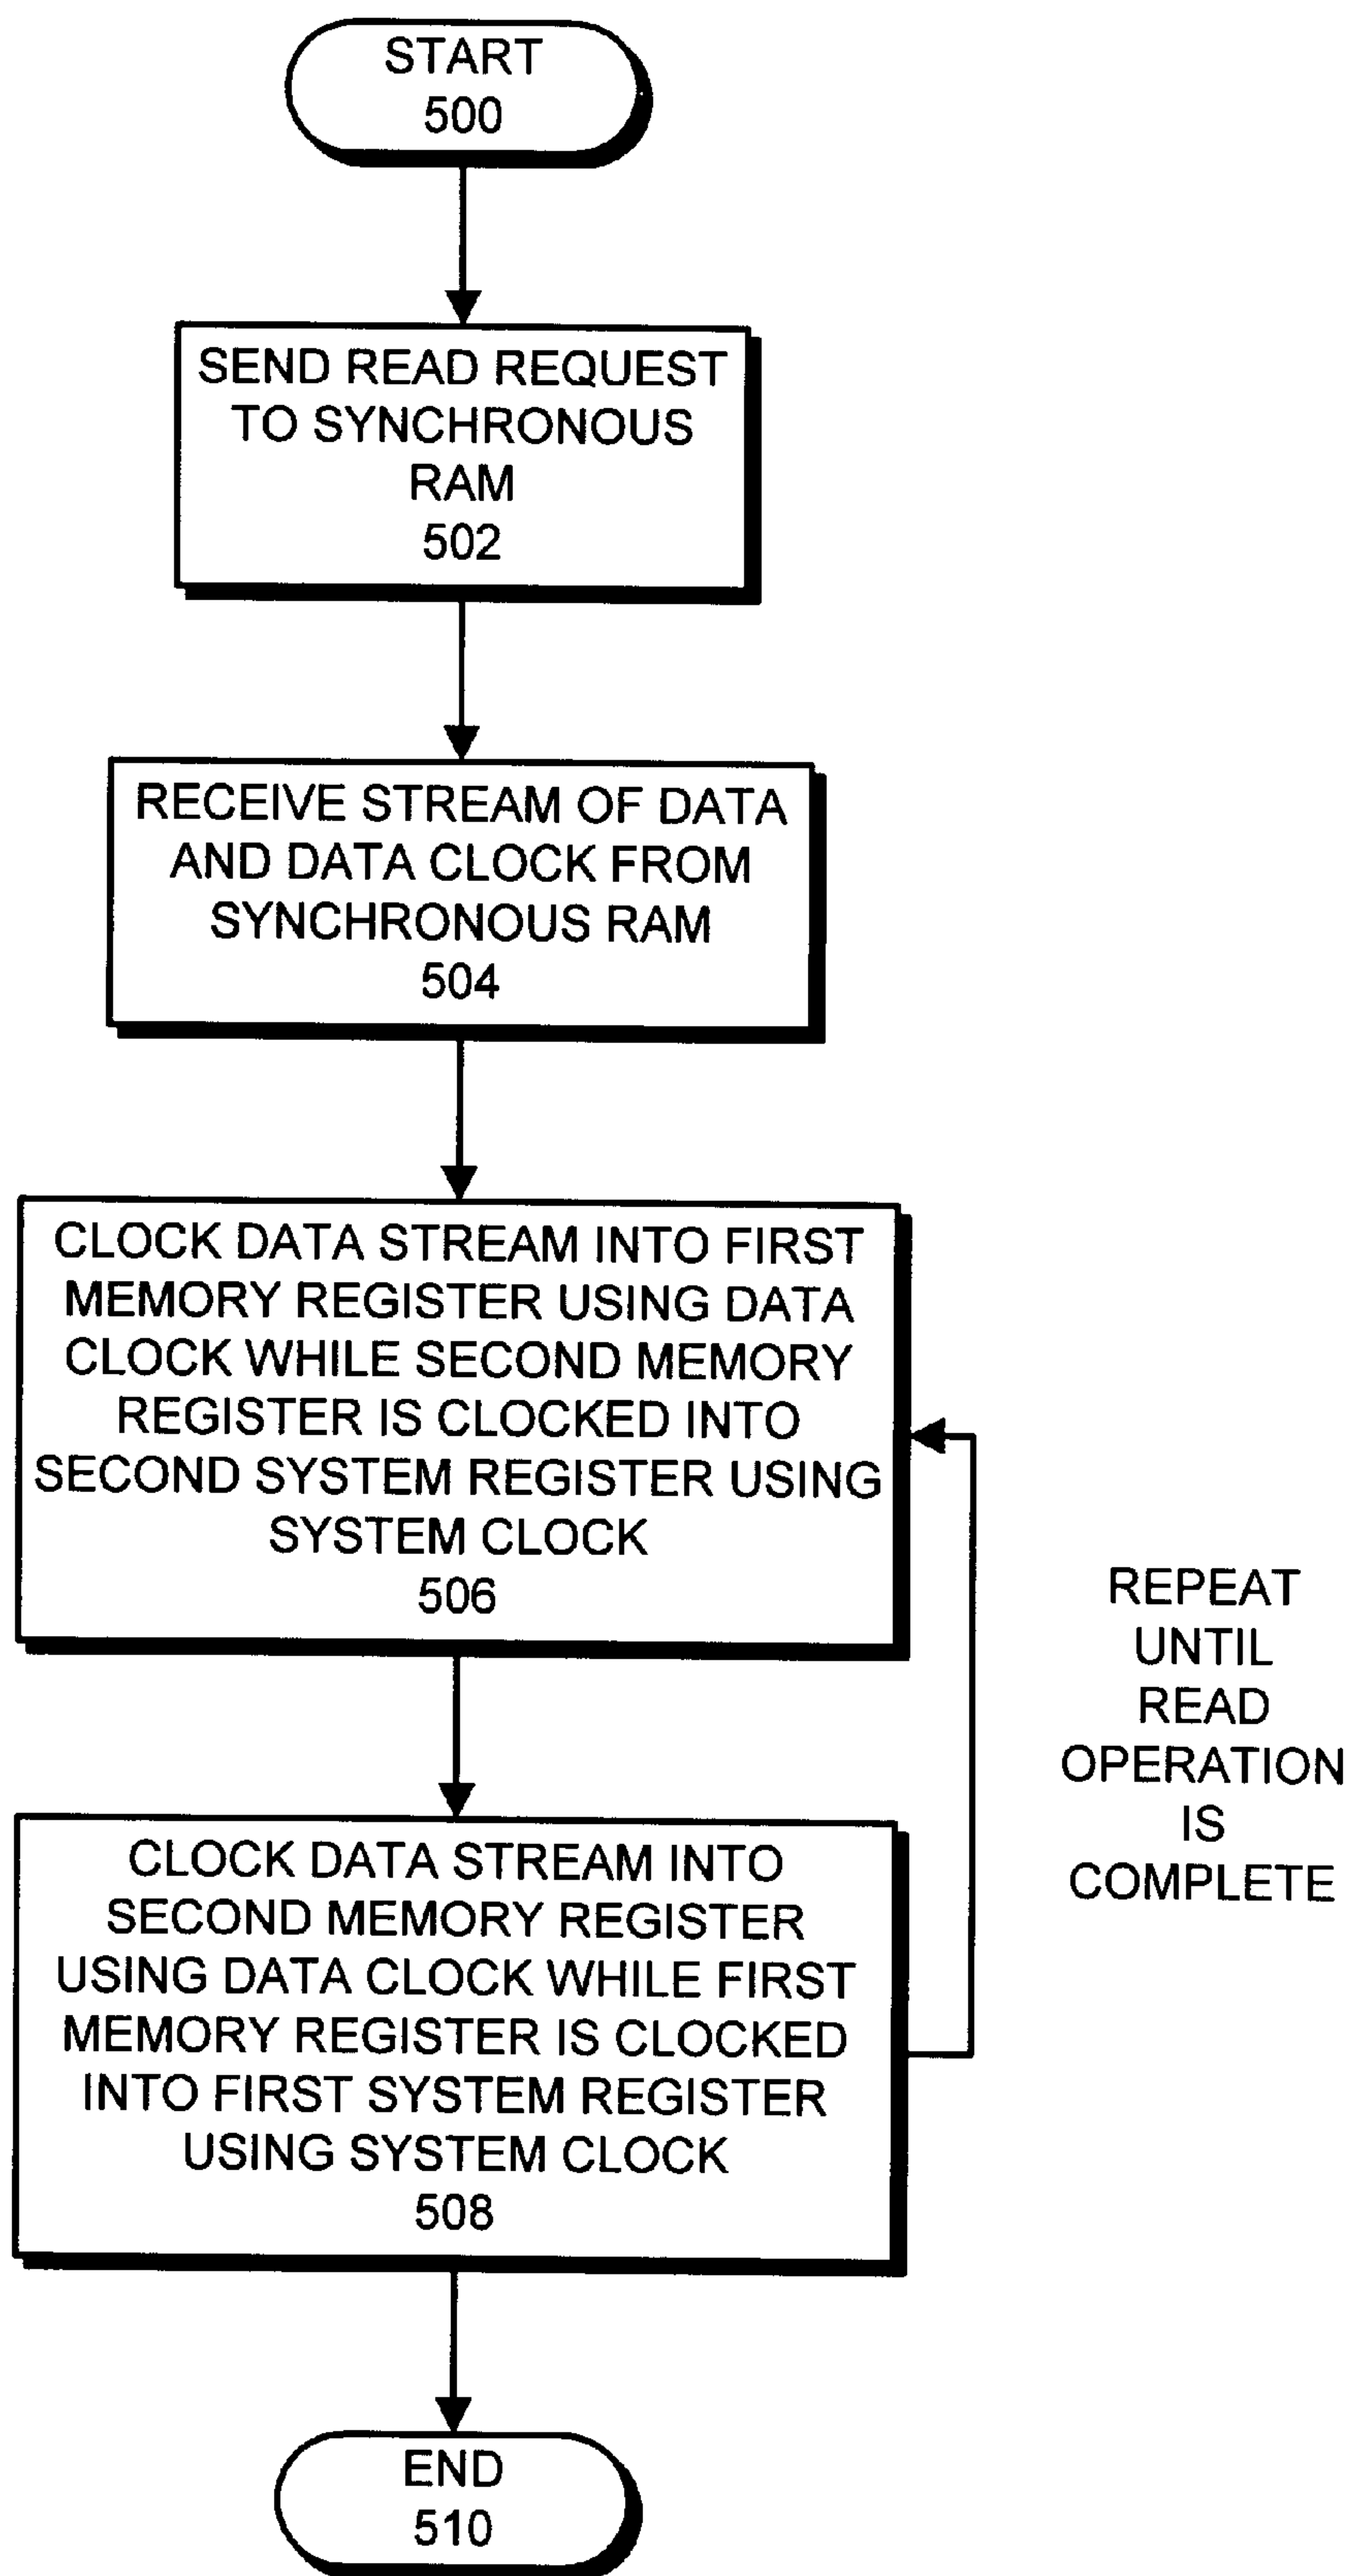 START
500
SEND READ REQUEST
TO SYNCHRONOUS
RAM
502
RECEIVE STREAM OF DATA
AND DATA CLOCK FROM
SYNCHRONOUS RAM
504
CLOCK DATA STREAM INTO FIRST
MEMORY REGISTER USING DATA
CLOCK WHILE SECOND MEMORY
REGISTER IS CLOCKED INTO
SECOND SYSTEM REGISTER USING
SYSTEM CLOCK
506
REPEAT
UNTIL
READ
OPERATION
IS
COMPLETE
CLOCK DATA STREAM INTO
SECOND MEMORY REGISTER
USING DATA CLOCK WHILE FIRST
MEMORY REGISTER IS CLOCKED
INTO FIRST SYSTEM REGISTER
USING SYSTEM CLOCK
508
END
510